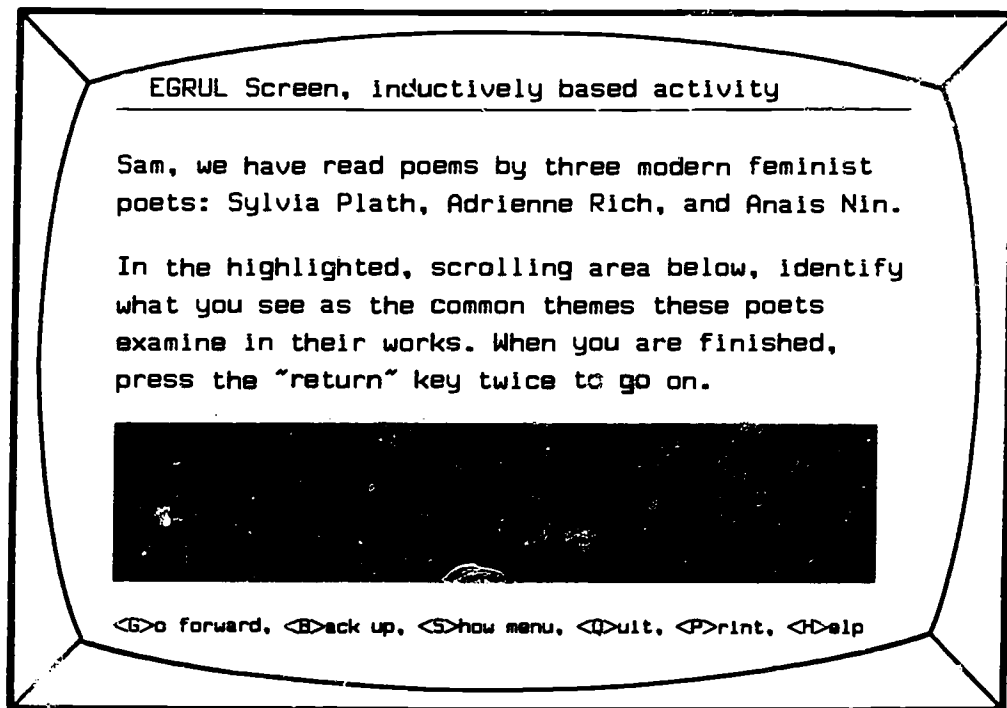 EGRUL Screen, inductively based activity
Sam, we have read poems by three modern feminist
poets: Sylvia Plath, Adrienne Rich, and Anais Nin.
In the highlighted, scrolling area below, identify
what you see as the common themes these poets
examine in their works. When you are finished,
press the "return" key twice to go on.
<G>o forward, <B>ack up, <S>how menu, <Q>uit, <P>rint, <H>elp